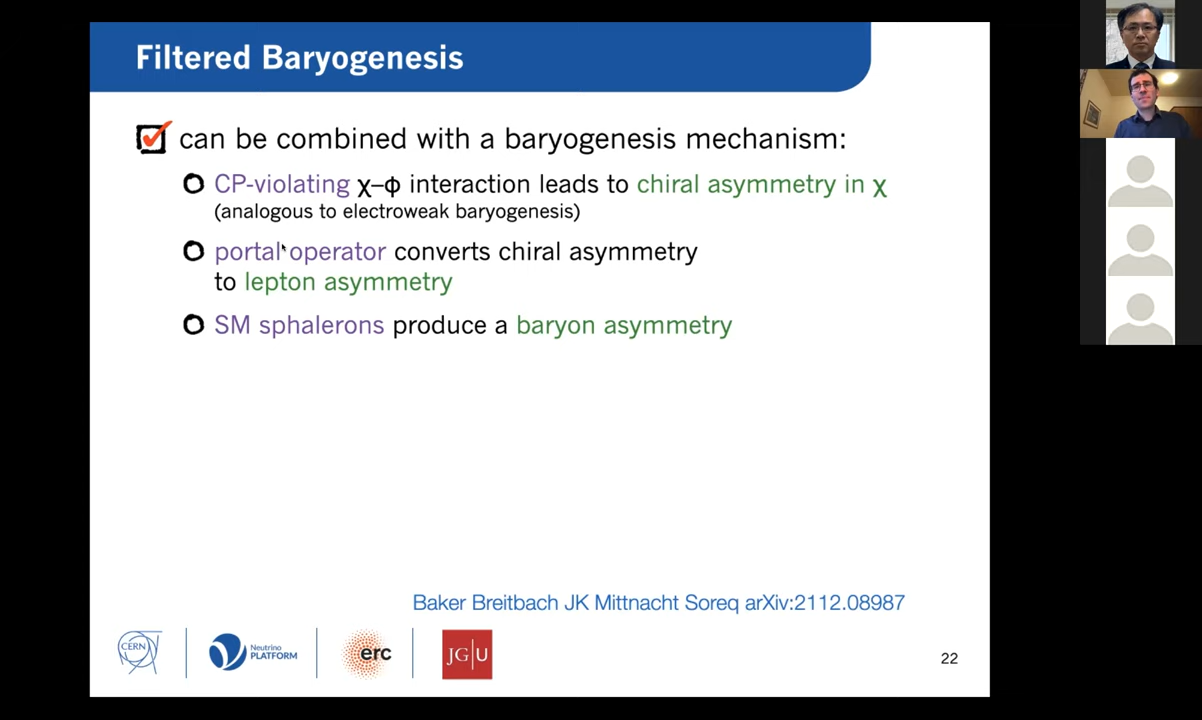 Filtered Baryogenesis
can be combined with a baryogenesis mechanism:
CP-violating χ–ϕ interaction leads to chiral asymmetry in χ
(analogous to electroweak baryogenesis)
portal operator converts chiral asymmetry
to lepton asymmetry
SM sphalerons produce a baryon asymmetry
Baker Breitbach JK Mittnacht Soreq arXiv:2112.08987
CERN
Neutrino
PLATFORM
erc
JG|U
22